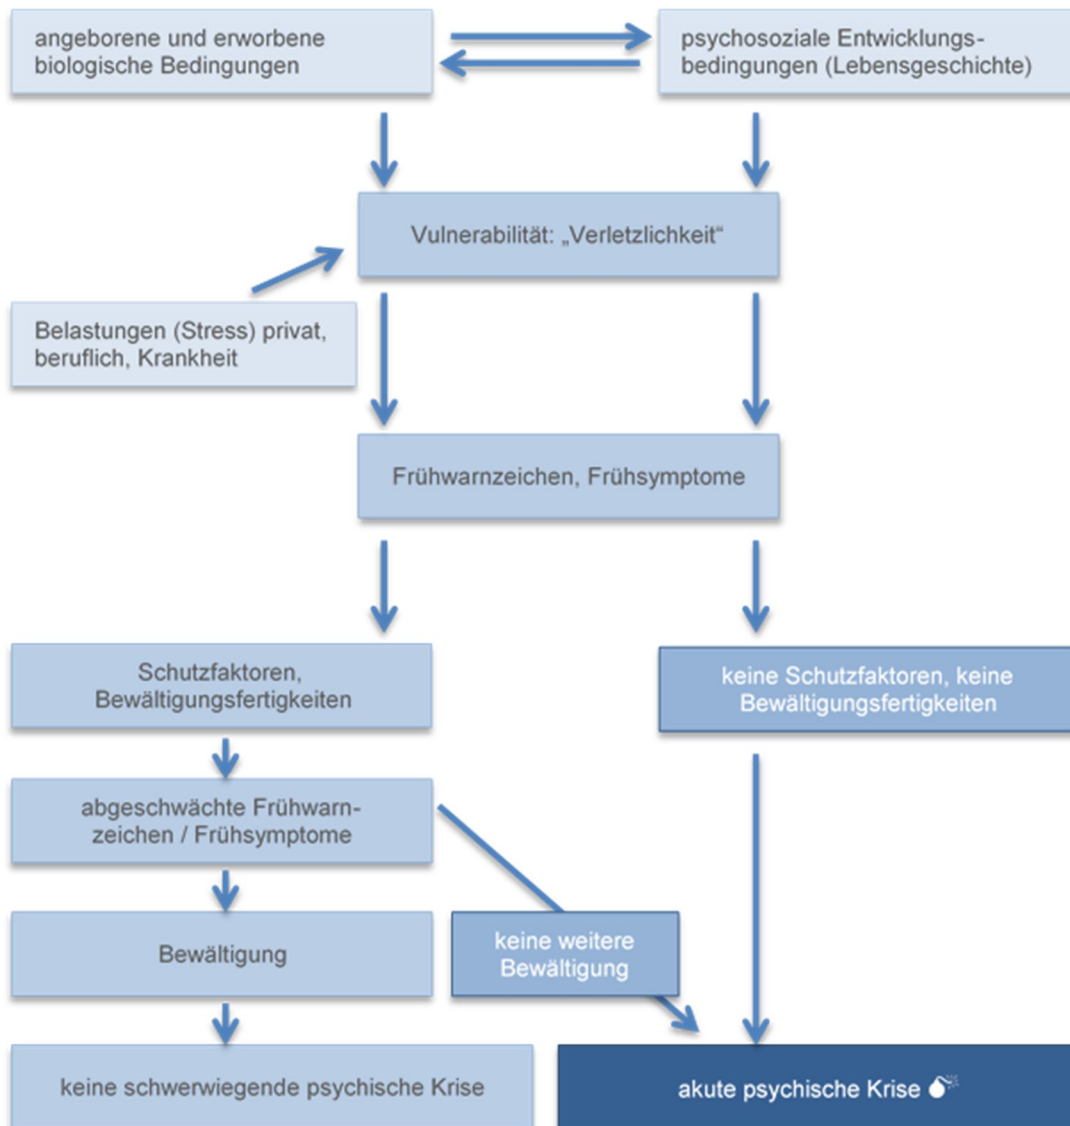 angeborene und erworbene
biologische Bedingungen
psychosoziale Entwicklungs-
bedingungen (Lebensgeschichte)
Vulnerabilität: „Verletzlichkeit“
Belastungen (Stress) privat,
beruflich, Krankheit
Frühwarnzeichen, Frühsymptome
Schutzfaktoren,
Bewältigungsfertigkeiten
keine Schutzfaktoren, keine
Bewältigungsfertigkeiten
abgeschwächte Frühwarn-
zeichen / Frühsymptome
Bewältigung
keine weitere
Bewältigung
keine schwerwiegende psychische Krise
akute psychische Krise 💣